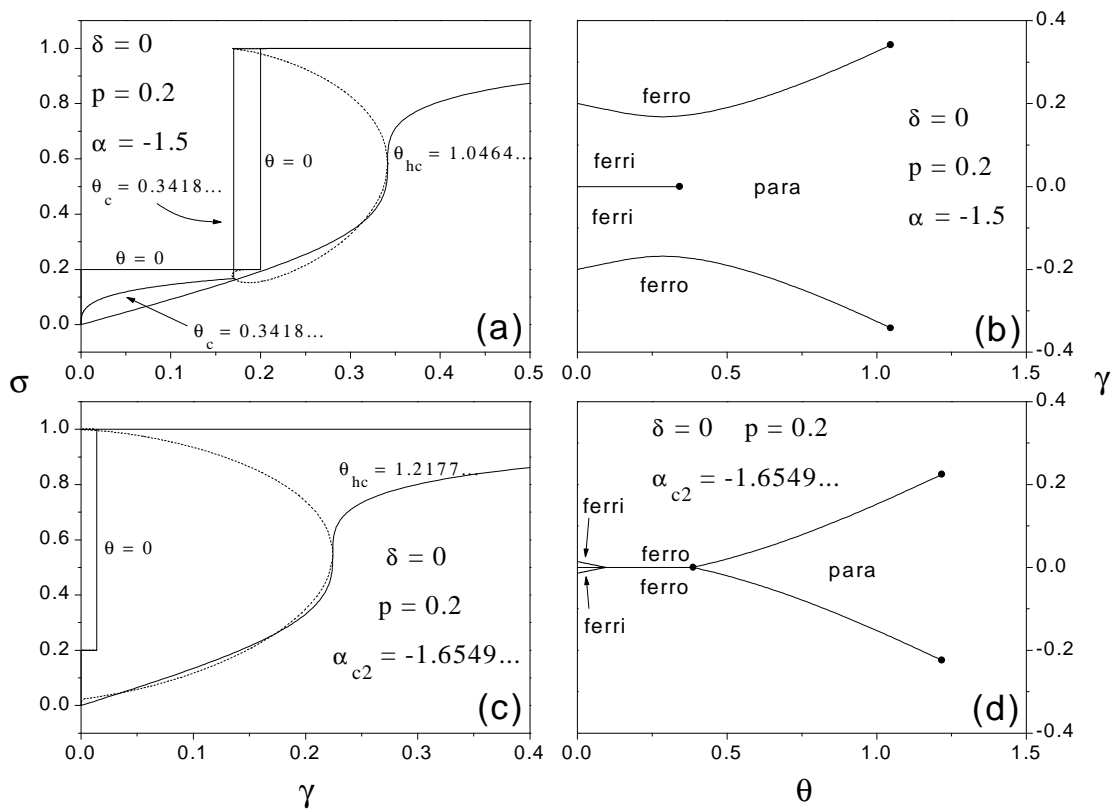 1.0
0.8
0.6
0.4
0.2
0.0
δ = 0
p = 0.2
α = -1.5
θc = 0.3418...
θ = 0
θ = 0
θc = 0.3418...
θhc = 1.0464...
(a)
0.0 0.1 0.2 0.3 0.4 0.5
ferro
ferri
ferri
ferro
para
δ = 0
p = 0.2
α = -1.5
(b)
0.4
0.2
0.0
-0.2
-0.4
0.0 0.5 1.0 1.5
σ
γ
1.0
0.8
0.6
0.4
0.2
0.0
θ = 0
θhc = 1.2177...
δ = 0
p = 0.2
αc2 = -1.6549...
(c)
0.0 0.1 0.2 0.3 0.4
γ
δ = 0 p = 0.2
αc2 = -1.6549...
ferri
ferro
ferro
ferri
para
(d)
0.4
0.2
0.0
-0.2
-0.4
0.0 0.5 1.0 1.5
θ